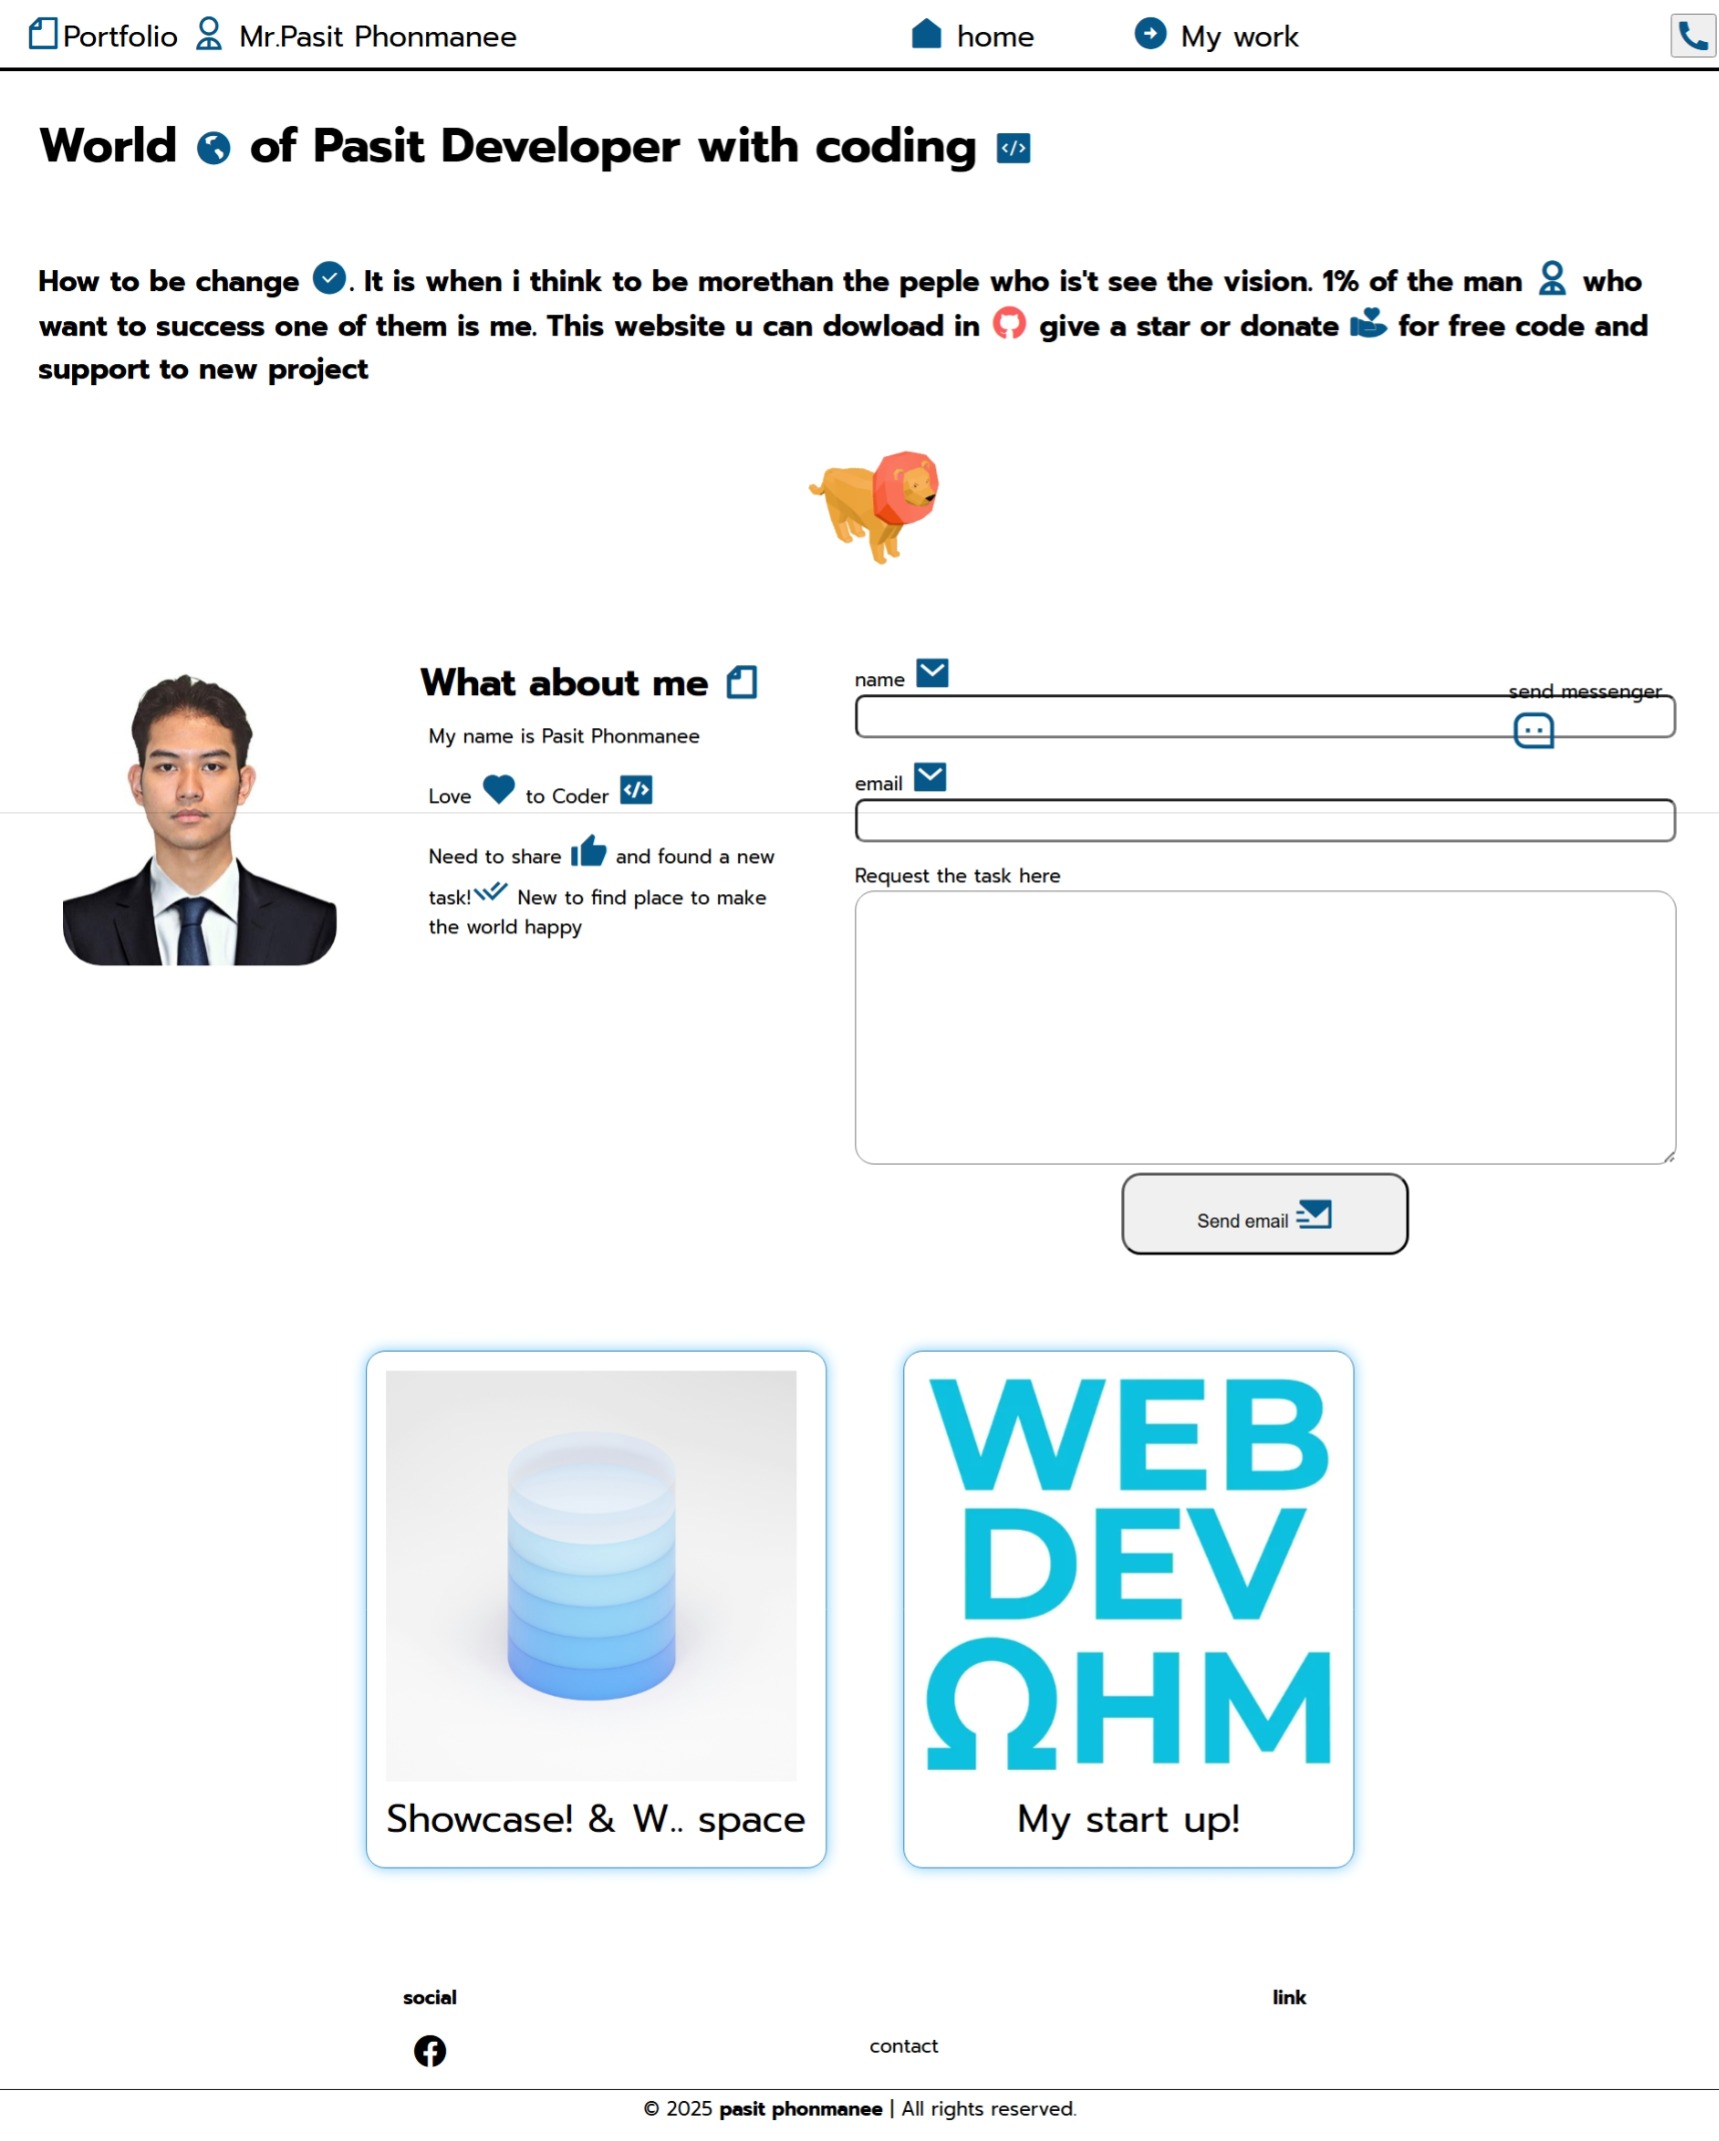 Portfolio Mr.Pasit Phonmanee home My work
World of Pasit Developer with coding
How to be change . It is when i think to be morethan the peple who is't see the vision. 1% of the man who
want to success one of them is me. This website u can dowload in give a star or donate for free code and
support to new project
What about me
My name is Pasit Phonmanee
Love to Coder
Need to share and found a new
task! New to find place to make
the world happy
name
send messenger
email
Request the task here
Send email
WEB
DEV
ΩHM
Showcase! & W.. space
My start up!
social
link
contact
© 2025 pasit phonmanee | All rights reserved.